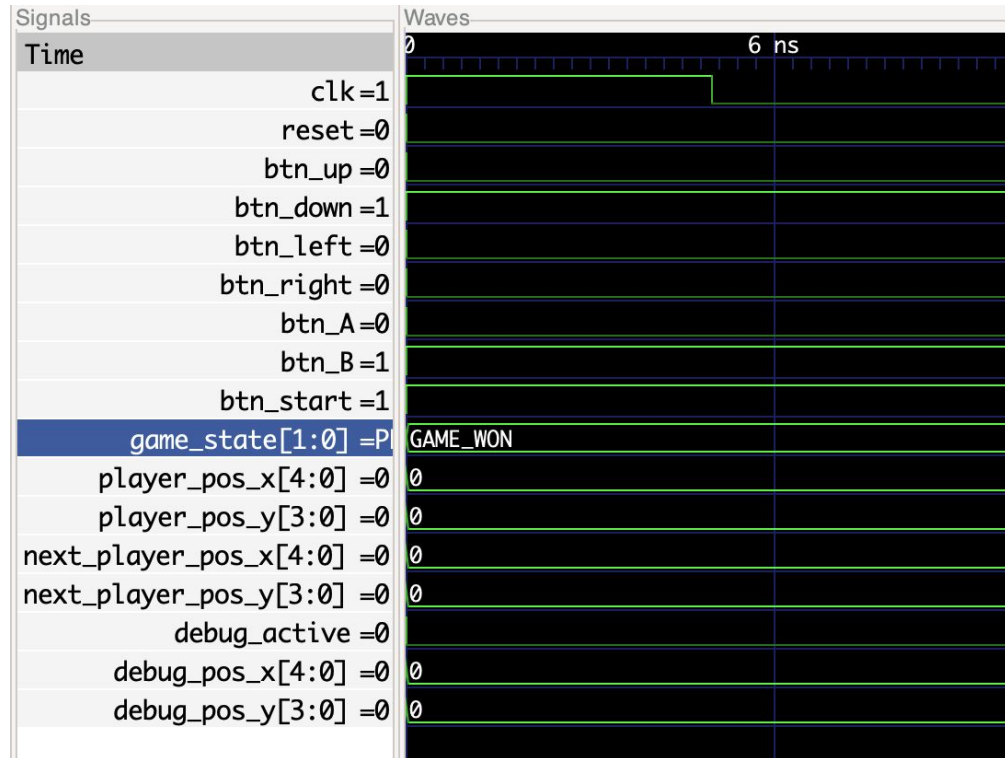 Signals Waves
Time 0 6 ns
clk=1
reset=0
btn_up=0
btn_down=1
btn_left=0
btn_right=0
btn_A=0
btn_B=1
btn_start=1
game_state[1:0] =P GAME_WON
player_pos_x[4:0] =0 0
player_pos_y[3:0] =0 0
next_player_pos_x[4:0] =0 0
next_player_pos_y[3:0] =0 0
debug_active=0
debug_pos_x[4:0] =0 0
debug_pos_y[3:0] =0 0